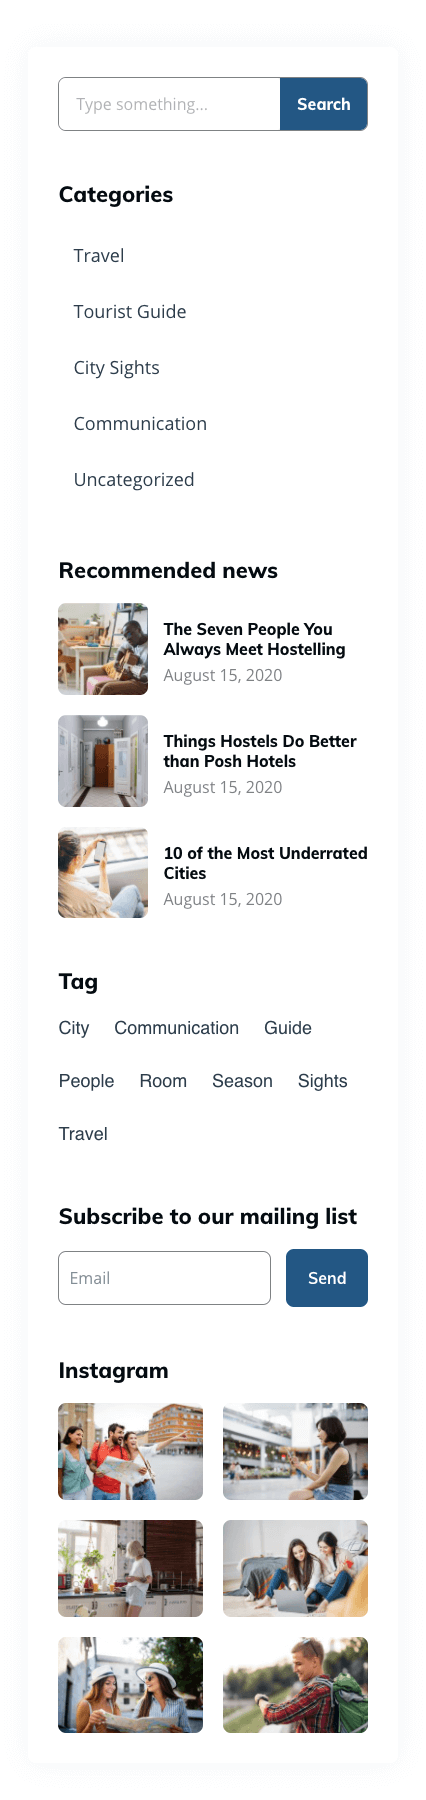 Type something...
Search
Categories
Travel
Tourist Guide
City Sights
Communication
Uncategorized
Recommended news
The Seven People You
Always Meet Hostelling
August 15, 2020
Things Hostels Do Better
than Posh Hotels
August 15, 2020
10 of the Most Underrated
Cities
August 15, 2020
Tag
City Communication Guide
People Room Season Sights
Travel
Subscribe to our mailing list
Email
Send
Instagram